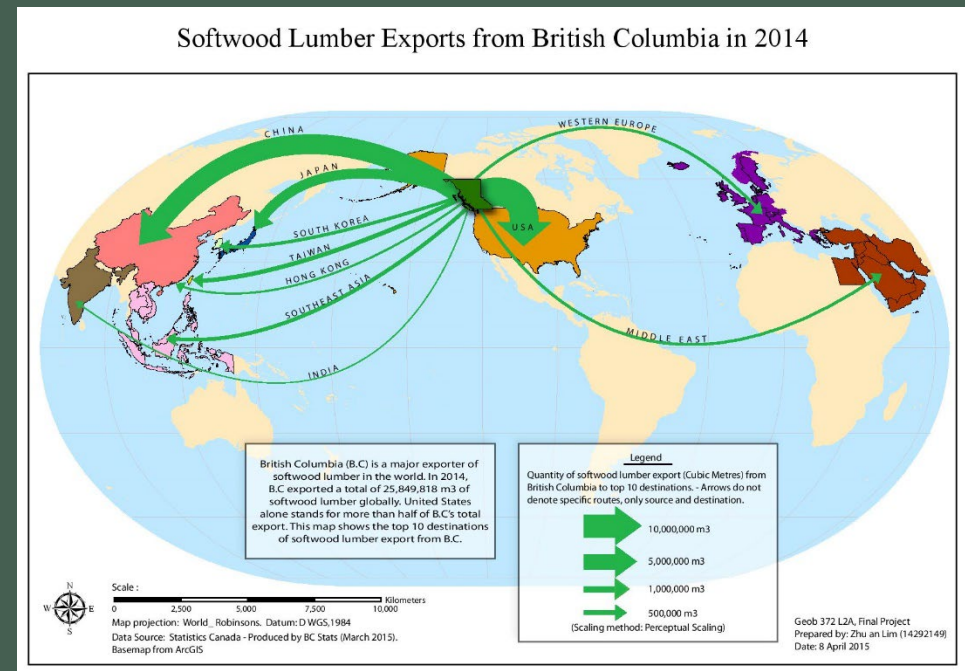 Softwood Lumber Exports from British Columbia in 2014
CHINA
JAPAN
SOUTH KOREA
TAIWAN
HONG KONG
SOUTHEAST ASIA
INDIA
WESTERN EUROPE
USA
MIDDLE EAST
British Columbia (B.C) is a major exporter of
softwood lumber in the world. In 2014,
B.C exported a total of 25,849,818 m3 of
softwood lumber globally. United States
alone stands for more than half of B.C's total
export. This map shows the top 10 destinations
of softwood lumber export from B.C.
Legend
Quantity of softwood lumber export (Cubic Metres) from
British Columbia to top 10 destinations. - Arrows do not
denote specific routes, only source and destination.
10,000,000 m3
5,000,000 m3
1,000,000 m3
500,000 m3
(Scaling method: Perceptual Scaling)
N
W E
S
Scale :
Kilometers
0 2,500 5,000 7,500 10,000
Map projection: World_ Robinsons. Datum: D WGS,1984
Data Source: Statistics Canada - Produced by BC Stats (March 2015).
Basemap from ArcGIS
Geob 372 L2A, Final Project
Prepared by: Zhu an Lim (14292149)
Date: 8 April 2015